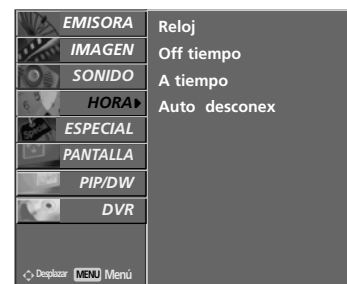 EMISORA
IMAGEN
SONIDO
HORA
ESPECIAL
PANTALLA
PIP/DW
DVR
Desplazar MENU Menú
Reloj
Off tiempo
A tiempo
Auto desconex